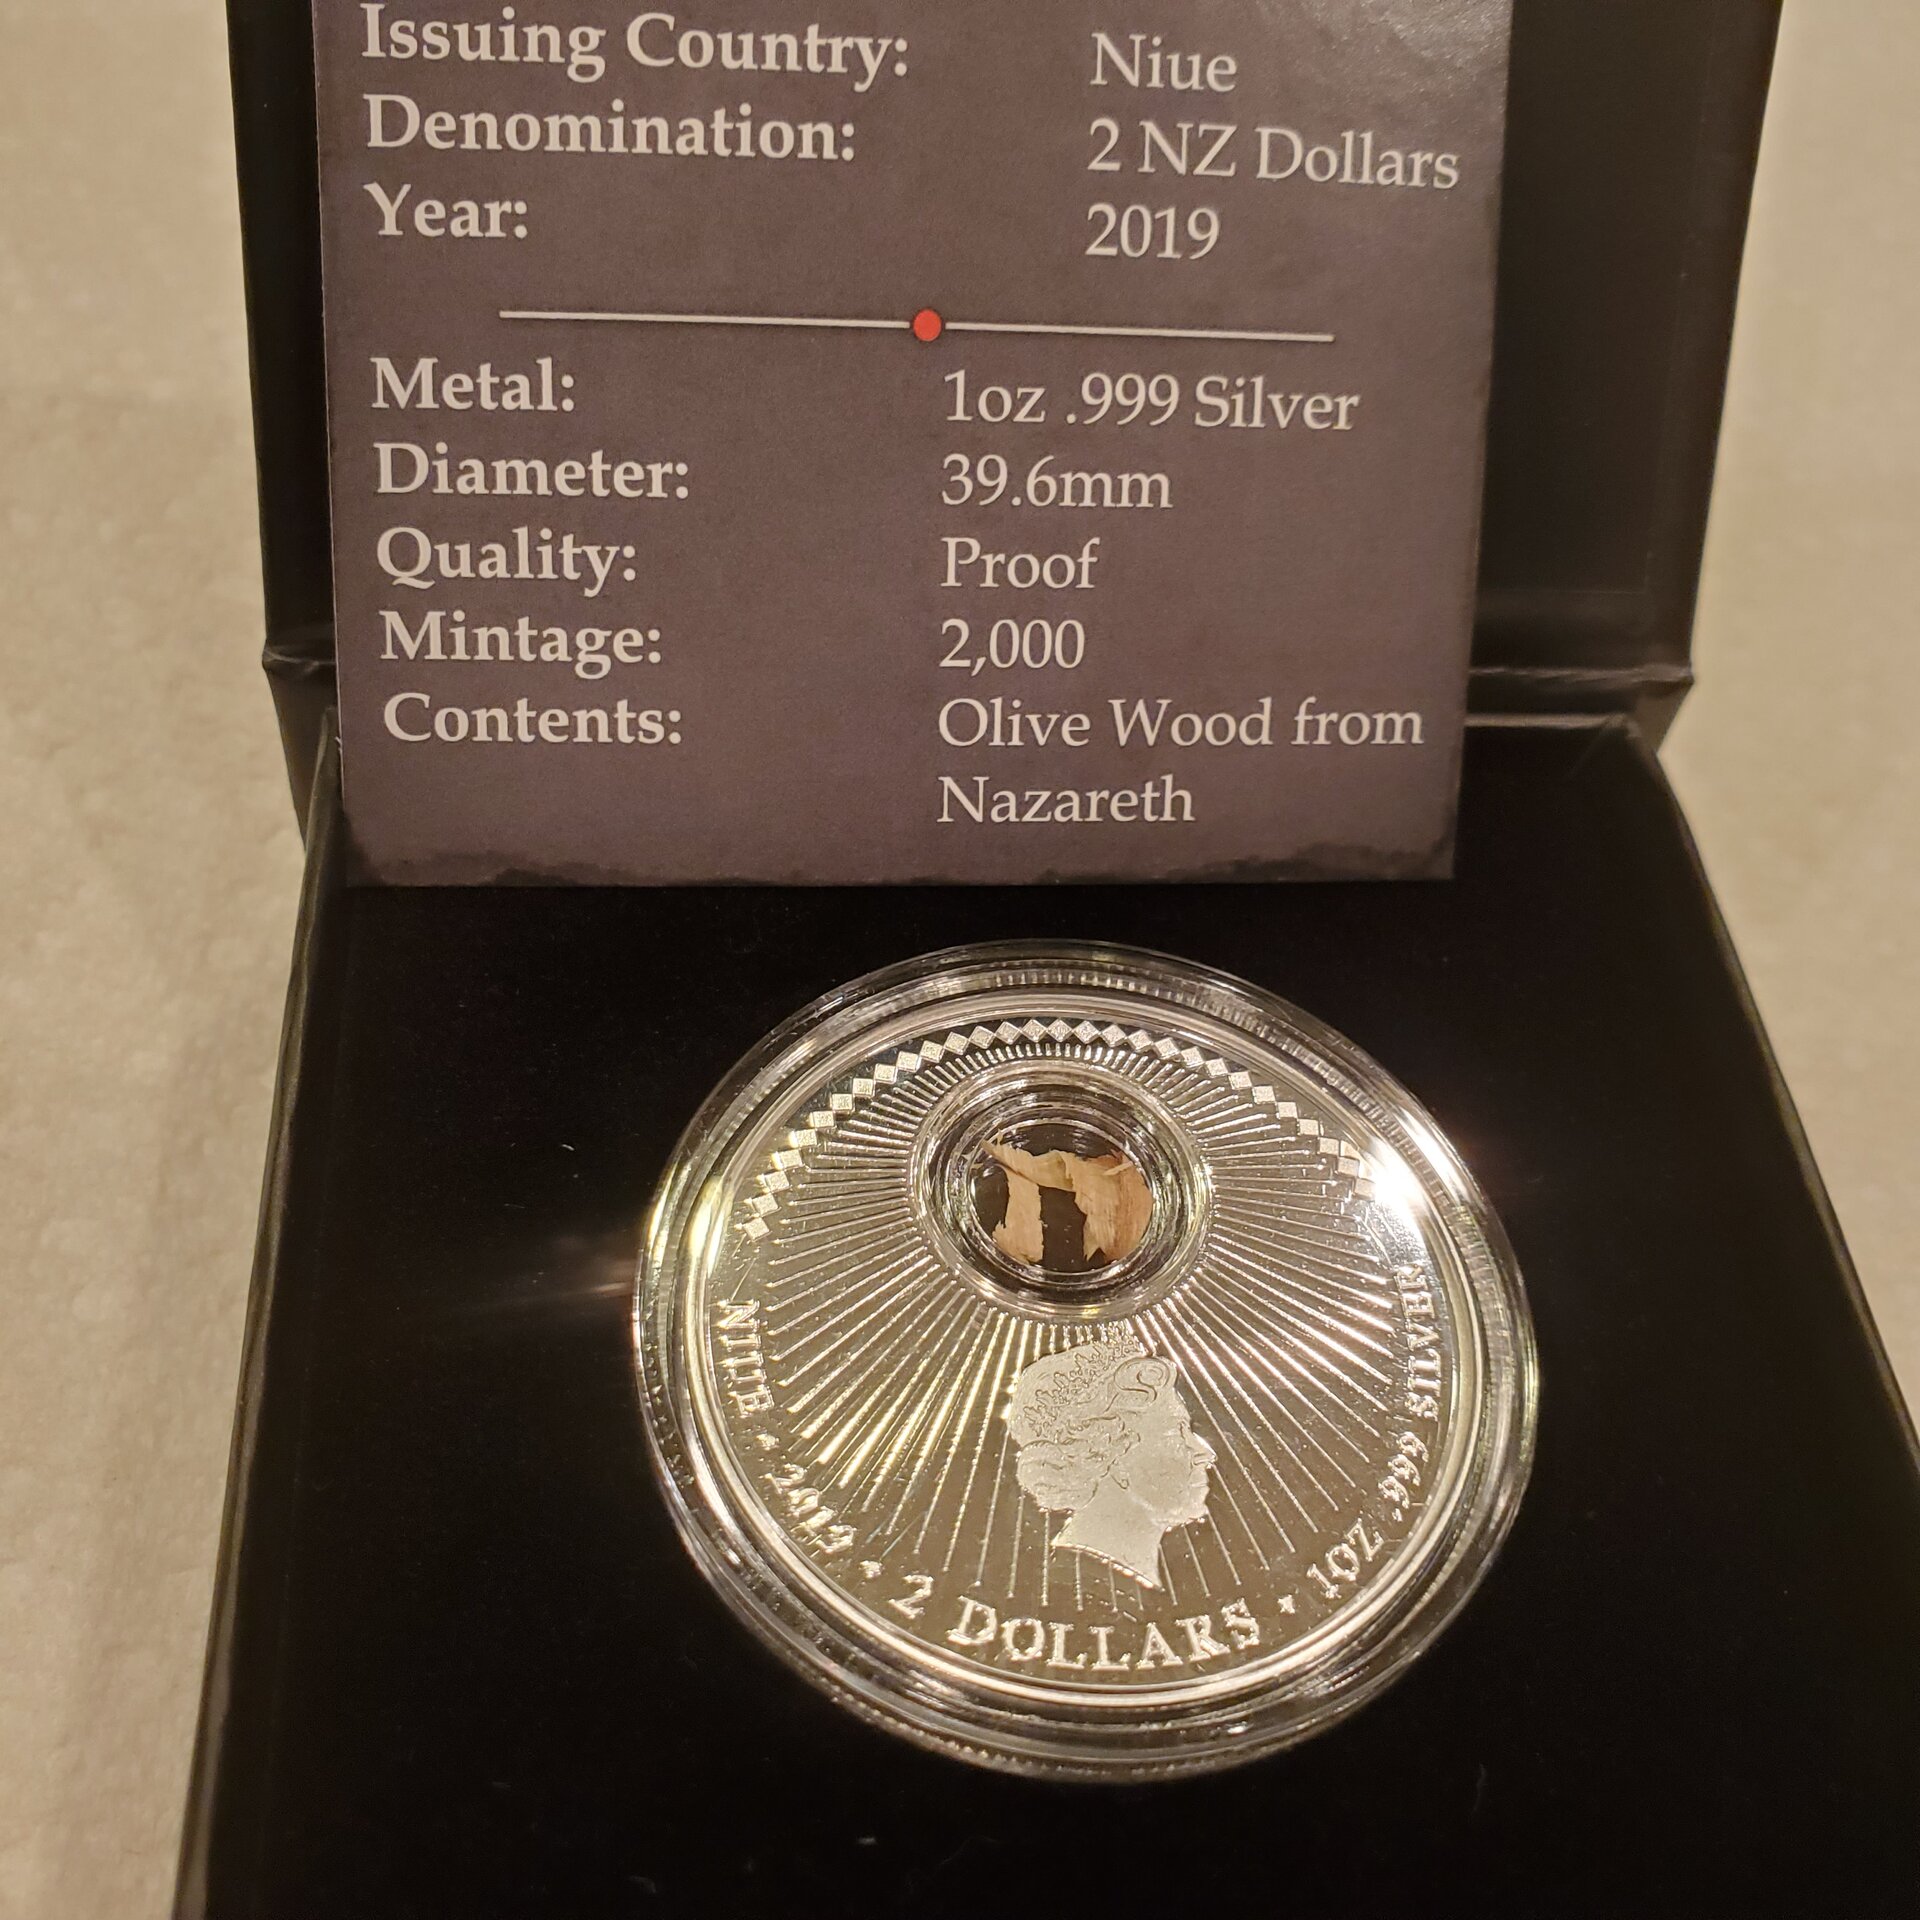 Issuing Country: Niue
Denomination: 2 NZ Dollars
Year: 2019
Metal: 1oz .999 Silver
Diameter: 39.6mm
Quality: Proof
Mintage: 2,000
Contents: Olive Wood from
Nazareth
NIUE • 2019 • 2 DOLLARS • 1OZ .999 SILVER